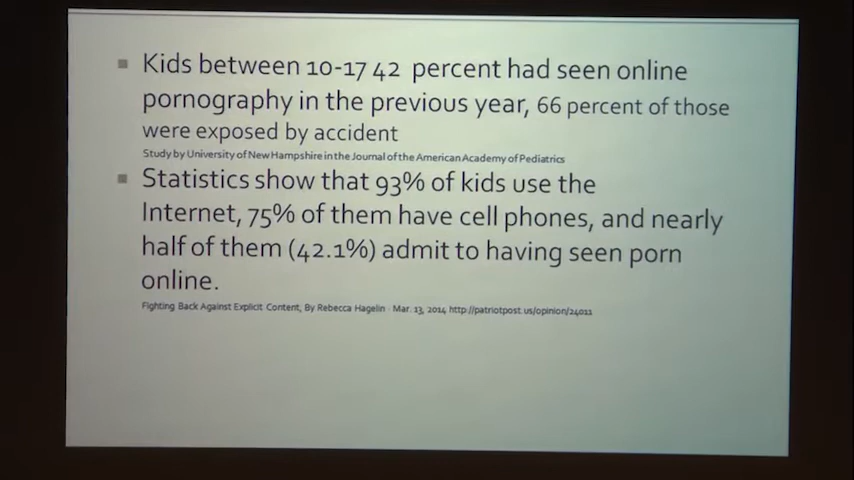 Kids between 10-17 42 percent had seen online
pornography in the previous year, 66 percent of those
were exposed by accident
Study by University of New Hampshire in the Journal of the American Academy of Pediatrics
Statistics show that 93% of kids use the
Internet, 75% of them have cell phones, and nearly
half of them (42.1%) admit to having seen porn
online.
Fighting Back Against Explicit Content, By Rebecca Hagelin · Mar. 13, 2014 http://patriotpost.us/opinion/24011